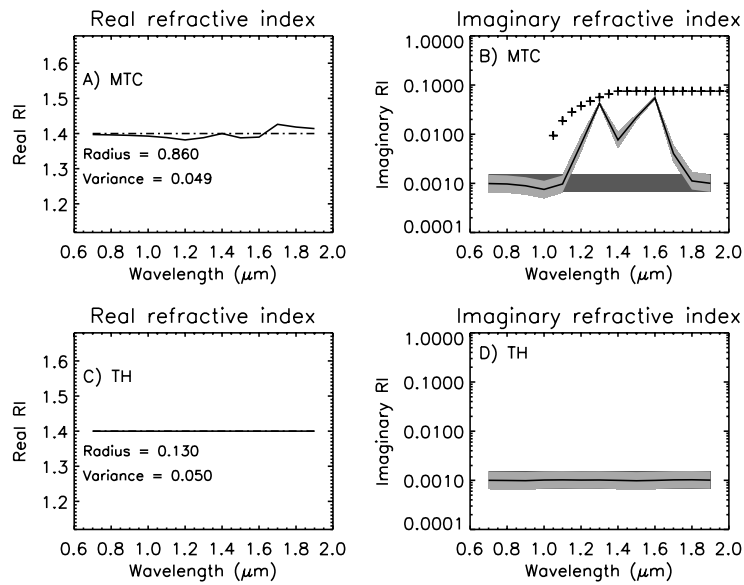 Real refractive index
Real RI
1.6
1.5
1.4
1.3
1.2
A) MTC
Radius = 0.860
Variance = 0.049
0.6 0.8 1.0 1.2 1.4 1.6 1.8 2.0
Wavelength (μm)
Imaginary refractive index
Imaginary RI
1.0000
0.1000
0.0100
0.0010
0.0001
B) MTC
0.6 0.8 1.0 1.2 1.4 1.6 1.8 2.0
Wavelength (μm)
Real refractive index
Real RI
1.6
1.5
1.4
1.3
1.2
C) TH
Radius = 0.130
Variance = 0.050
0.6 0.8 1.0 1.2 1.4 1.6 1.8 2.0
Wavelength (μm)
Imaginary refractive index
Imaginary RI
1.0000
0.1000
0.0100
0.0010
0.0001
D) TH
0.6 0.8 1.0 1.2 1.4 1.6 1.8 2.0
Wavelength (μm)